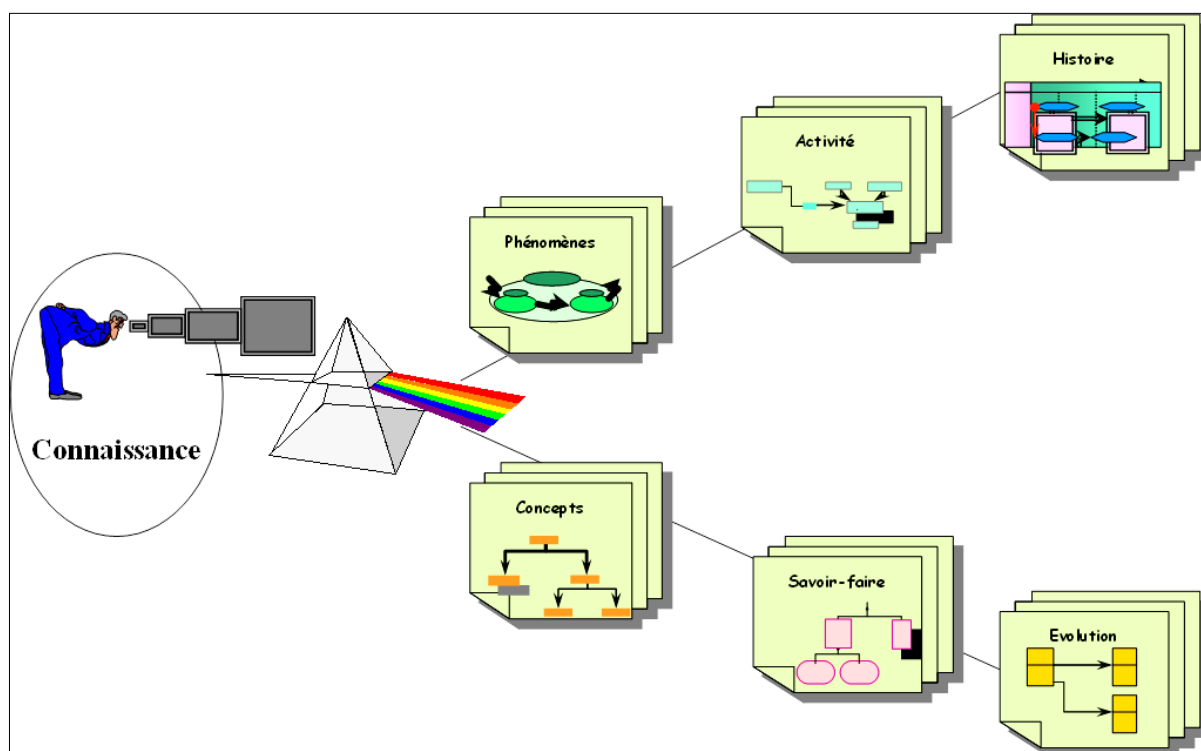 Histoire
Activité
Phénomènes
Connaissance
Concepts
Savoir-faire
Evolution